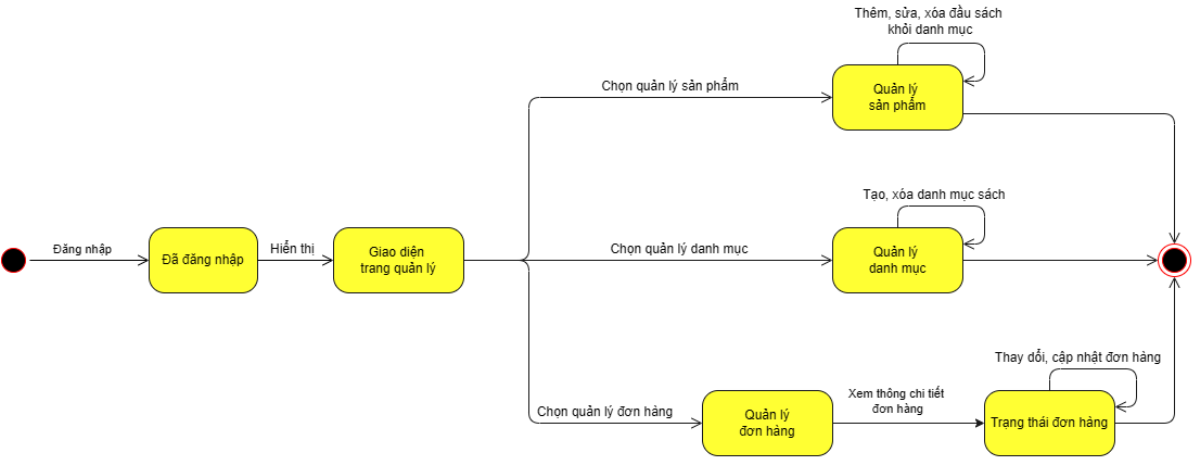 Thêm, sửa, xóa đầu sách
khỏi danh mục
Chọn quản lý sản phẩm
Quản lý
sản phẩm
Tạo, xóa danh mục sách
Đăng nhập
Đã đăng nhập
Hiển thị
Giao diện
trang quản lý
Chọn quản lý danh mục
Quản lý
danh mục
Thay dổi, cập nhật đơn hàng
Chọn quản lý đơn hàng
Quản lý
đơn hàng
Xem thông chi tiết
đơn hàng
Trạng thái đơn hàng